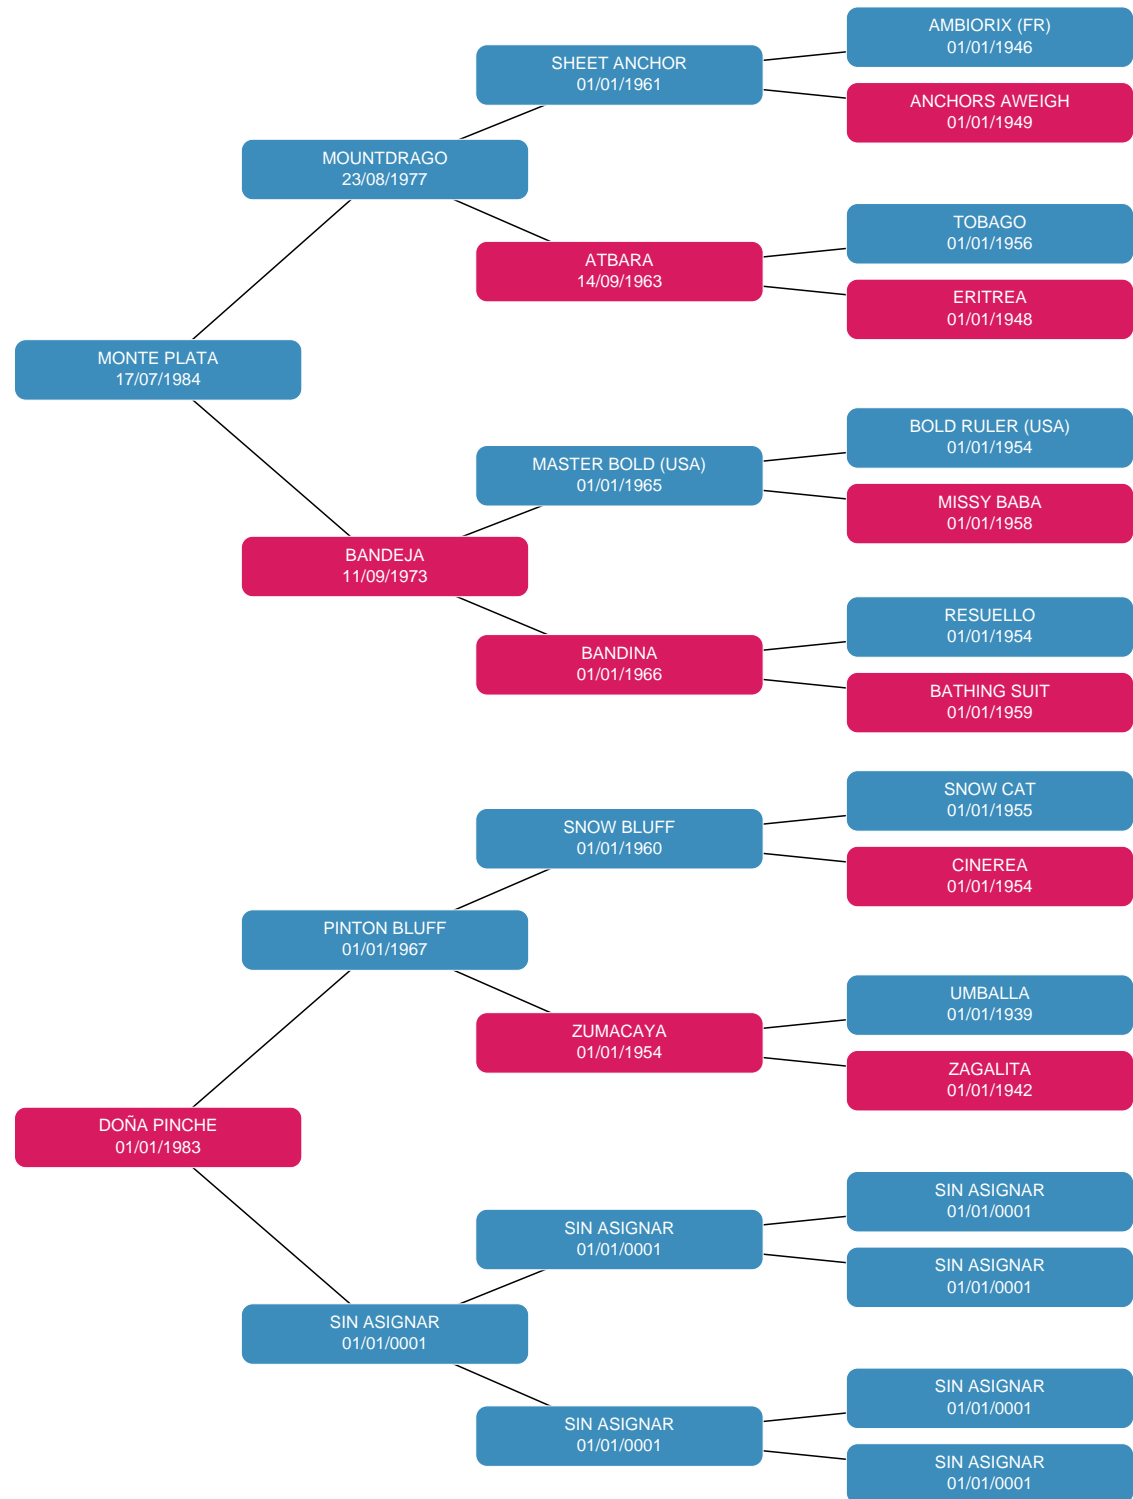 AMBIORIX (FR)
01/01/1946
SHEET ANCHOR
01/01/1961
ANCHORS AWEIGH
01/01/1949
MOUNTDRAGO
23/08/1977
TOBAGO
01/01/1956
ATBARA
14/09/1963
ERITREA
01/01/1948
MONTE PLATA
17/07/1984
BOLD RULER (USA)
01/01/1954
MASTER BOLD (USA)
01/01/1965
MISSY BABA
01/01/1958
BANDEJA
11/09/1973
RESUELLO
01/01/1954
BANDINA
01/01/1966
BATHING SUIT
01/01/1959
SNOW CAT
01/01/1955
SNOW BLUFF
01/01/1960
CINEREA
01/01/1954
PINTON BLUFF
01/01/1967
UMBALLA
01/01/1939
ZUMACAYA
01/01/1954
ZAGALITA
01/01/1942
DOÑA PINCHE
01/01/1983
SIN ASIGNAR
01/01/0001
SIN ASIGNAR
01/01/0001
SIN ASIGNAR
01/01/0001
SIN ASIGNAR
01/01/0001
SIN ASIGNAR
01/01/0001
SIN ASIGNAR
01/01/0001
SIN ASIGNAR
01/01/0001